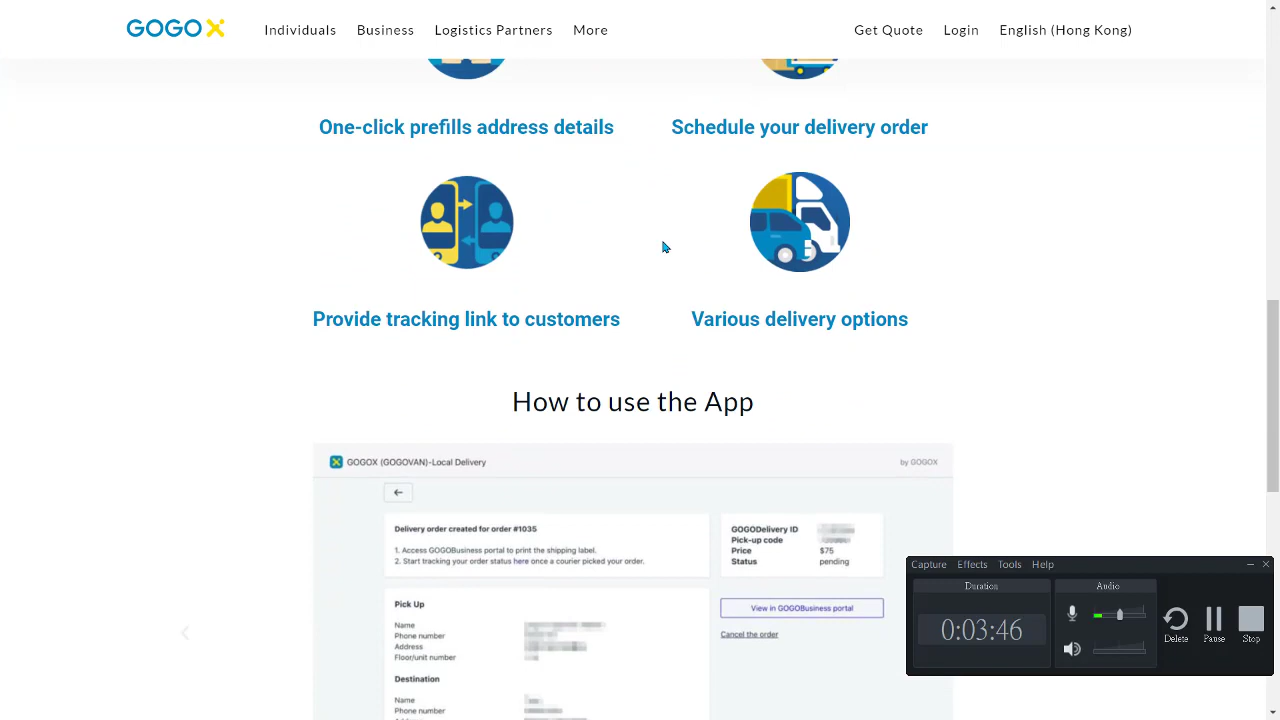 GOGOX
Individuals Business Logistics Partners More Get Quote Login English (Hong Kong)
One-click prefills address details Schedule your delivery order
Provide tracking link to customers Various delivery options
How to use the App
GOGOX (GOGOVAN)-Local Delivery by GOGOX
Delivery order created for order #1035
1. Access GOGOBusiness portal to print the shipping label.
2. Start tracking your order status here once a courier picked your order.
GOGODelivery ID
Pick-up code
Price $75
Status pending
View in GOGOBusiness portal
Cancel the order
Pick Up
Name
Phone number
Address
Floor/unit number
Destination
Name
Phone number
Capture Effects Tools Help
Duration Audio
0:03:46
Delete Pause Stop